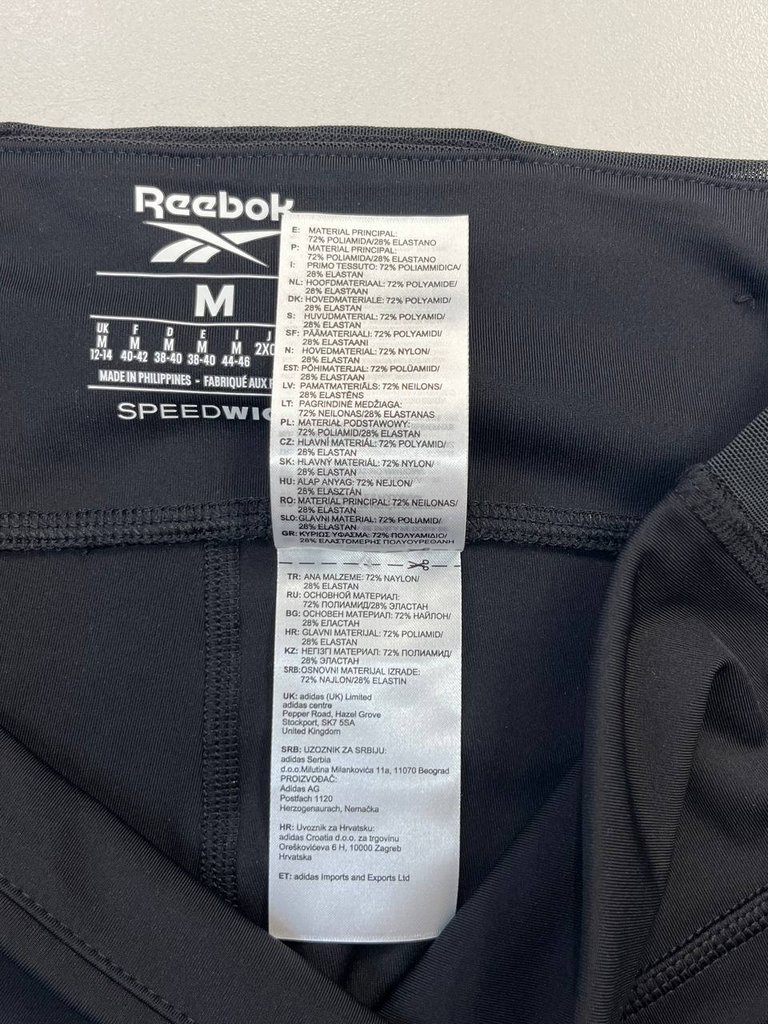 Reebok
M
UK F D E I J
M M M M M 2XO
12-14 40-42 38-40 38-40 44-46
MADE IN PHILIPPINES - FABRIQUÉ AUX
SPEEDWIC
E: MATERIAL PRINCIPAL:
72% POLIAMIDA/28% ELASTANO
P: MATERIAL PRINCIPAL:
72% POLIAMIDA/28% ELASTANO
I: PRIMO TESSUTO: 72% POLIAMMIDICA/
28% ELASTAN
NL: HOOFDMATERIAAL: 72% POLYAMIDE/
28% ELASTAAN
DK: HOVEDMATERIALE: 72% POLYAMID/
28% ELASTAN
S: HUVUDMATERIAL: 72% POLYAMID/
28% ELASTAN
SF: PÄÄMATERIAALI: 72% POLYAMIDI/
28% ELASTAANI
N: HOVEDMATERIAL: 72% NYLON/
28% ELASTAN
EST: PÕHIMATERJAL: 72% POLÜAMIID/
28% ELASTAAN
LV: PAMATMATERIĀLS: 72% NEILONS/
28% ELASTĒNS
LT: PAGRINDINĖ MEDŽIAGA:
72% NEILONAS/28% ELASTANAS
PL: MATERIAŁ PODSTAWOWY:
72% POLIAMID/28% ELASTAN
CZ: HLAVNÍ MATERIÁL: 72% POLYAMID/
28% ELASTAN
SK: HLAVNÝ MATERIÁL: 72% NYLON/
28% ELASTAN
HU: ALAP ANYAG: 72% NEJLON/
28% ELASZTÁN
RO: MATERIAL PRINCIPAL: 72% NEILONAS/
28% ELASTAN
SLO: GLAVNI MATERIAL: 72% POLIAMID/
28% ELASTAN
GR: ΚΥΡΙΟΣ ΥΦΑΣΜΑ: 72% ΠΟΛΥΑΜΙΔΙΟ/
28% ΕΛΑΣΤΟΜΕΡΗΣ ΠΟΛΥΟΥΡΕΘΑΝΗ
TR: ANA MALZEME: 72% NAYLON/
28% ELASTAN
RU: ОСНОВНОЙ МАТЕРИАЛ:
72% ПОЛИАМИД/28% ЭЛАСТАН
BG: ОСНОВЕН МАТЕРИАЛ: 72% НАЙЛОН/
28% ЕЛАСТАН
HR: GLAVNI MATERIJAL: 72% POLIAMID/
28% ELASTAN
KZ: НЕГІЗГІ МАТЕРИАЛ: 72% ПОЛИАМИД/
28% ЭЛАСТАН
SRB:OSNOVNI MATERIJAL IZRADE:
72% NAJLON/28% ELASTIN
UK: adidas (UK) Limited
adidas centre
Pepper Road, Hazel Grove
Stockport, SK7 5SA
United Kingdom
SRB: UZOZNIK ZA SRBIJU:
adidas Serbia
d.o.o.Milutina Milankovića 11a, 11070 Beograd
PROIZVOĐAČ:
Adidas AG
Postfach 1120
Herzogenaurach, Nemačka
HR: Uvoznik za Hrvatsku:
adidas Croatia d.o.o. za trgovinu
Oreškovićeva 6 H, 10000 Zagreb
Hrvatska
ET: adidas Imports and Exports Ltd